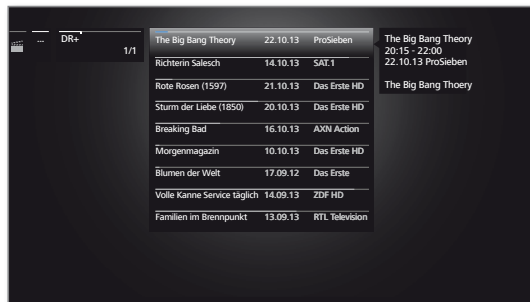 ...
DR+
1/1
The Big Bang Theory 22.10.13 ProSieben
Richterin Salesch 14.10.13 SAT.1
Rote Rosen (1597) 21.10.13 Das Erste HD
Sturm der Liebe (1850) 20.10.13 Das Erste HD
Breaking Bad 16.10.13 AXN Action
Morgenmagazin 10.10.13 Das Erste HD
Blumen der Welt 17.09.12 Das Erste
Volle Kanne Service täglich 14.09.13 ZDF HD
Familien im Brennpunkt 13.09.13 RTL Television
The Big Bang Theory
20:15 - 22:00
22.10.13 ProSieben
The Big Bang Thoery